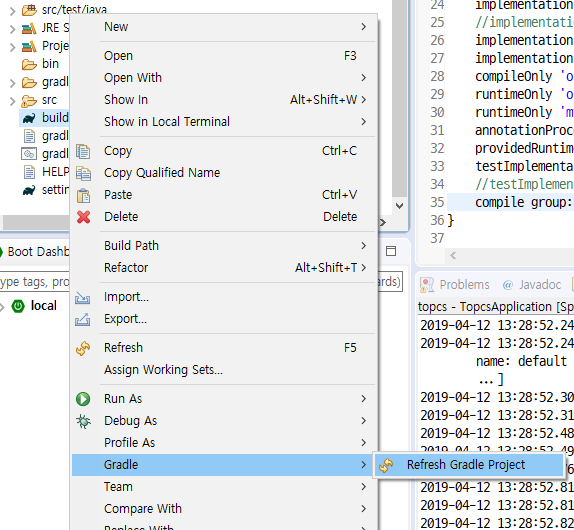 src/test/java
JRE S
Proje
bin
gradl
src
build
gradl
gradl
HELP
settin
New
Open F3
Open With
Show In Alt+Shift+W
Show in Local Terminal
Copy Ctrl+C
Copy Qualified Name
Paste Ctrl+V
Delete Delete
Build Path
Refactor Alt+Shift+T
Import...
Export...
Refresh F5
Assign Working Sets...
Run As
Debug As
Profile As
Gradle
Team
Compare With
Replace With
Refresh Gradle Project
Boot Dashb
ype tags, pro
ards)
local
24 implementation
25 //implementati
26 implementation
27 implementation
28 compileOnly 'o
29 runtimeOnly 'o
30 runtimeOnly 'm
31 annotationProc
32 providedRuntim
33 testImplementa
34 //testImplemen
35 compile group:
36 }
37
Problems @ Javadoc
topcs - TopcsApplication [Sp
2019-04-12 13:28:52.24
2019-04-12 13:28:52.24
name: default
...]
2019-04-12 13:28:52.30
2019-04-12 13:28:52.31
2019-04-12 13:28:52.48
2019-04-12 13:28:52.49
6
2019-04-12 13:28:52.81
2019-04-12 13:28:52.81
2019-04-12 13:28:52.82